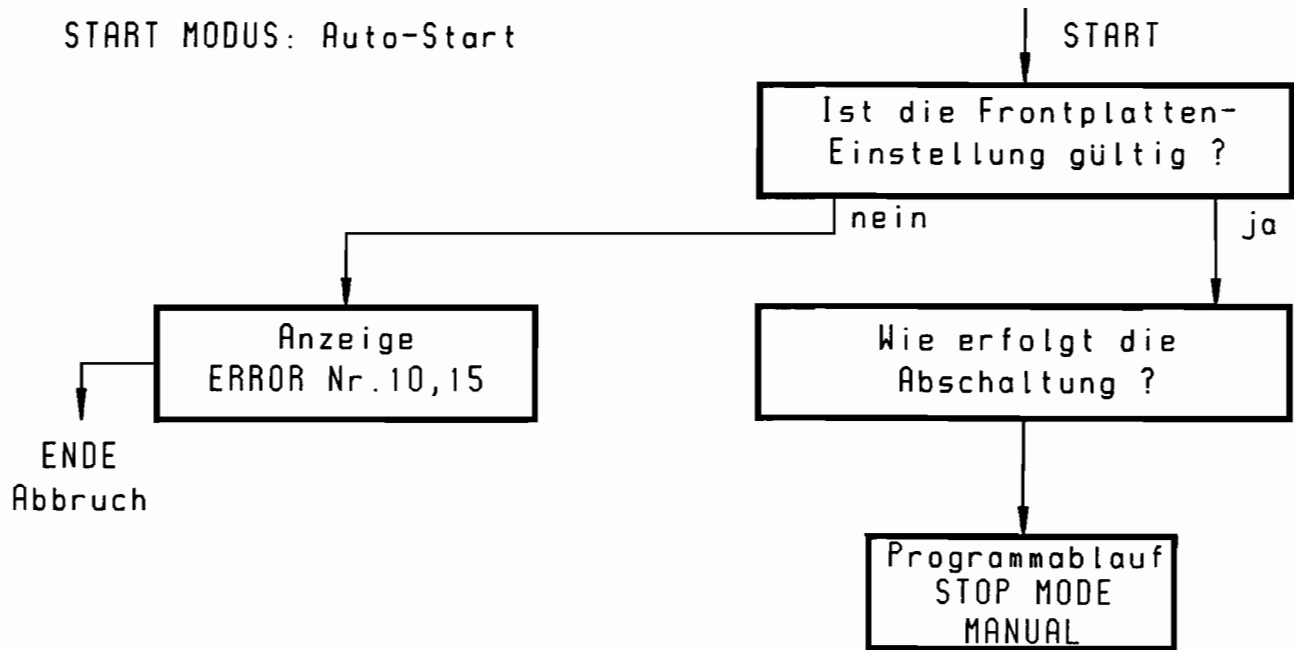 START MODUS: Auto-Start
START
Ist die Frontplatten-
Einstellung gültig ?
nein
ja
Anzeige
ERROR Nr.10,15
Wie erfolgt die
Abschaltung ?
ENDE
Abbruch
Programmablauf
STOP MODE
MANUAL